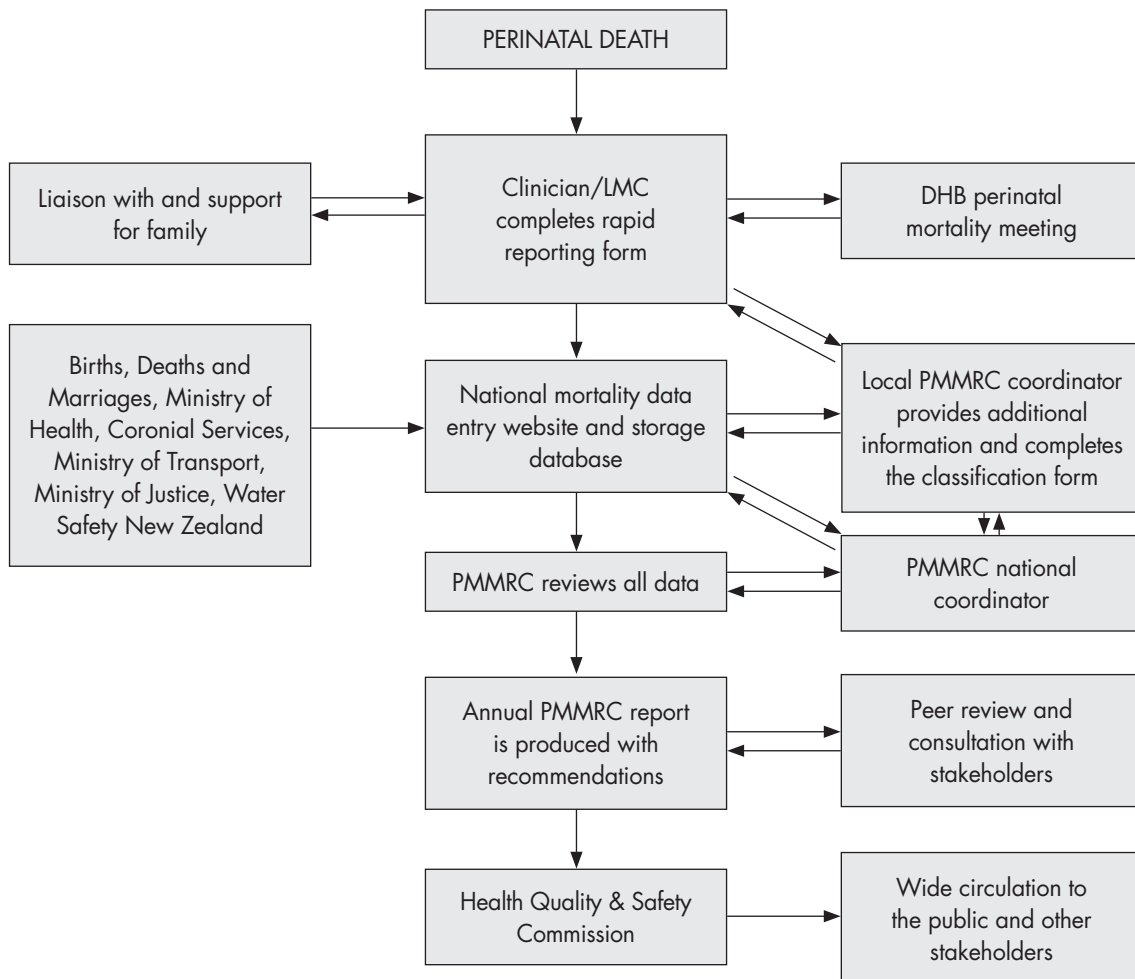 PERINATAL DEATH
Liaison with and support
for family
Clinician/LMC
completes rapid
reporting form
DHB perinatal
mortality meeting
Births, Deaths and
Marriages, Ministry of
Health, Coronial Services,
Ministry of Transport,
Ministry of Justice, Water
Safety New Zealand
National mortality data
entry website and storage
database
Local PMMRC coordinator
provides additional
information and completes
the classification form
PMMRC reviews all data
PMMRC national
coordinator
Annual PMMRC report
is produced with
recommendations
Peer review and
consultation with
stakeholders
Health Quality & Safety
Commission
Wide circulation to
the public and other
stakeholders